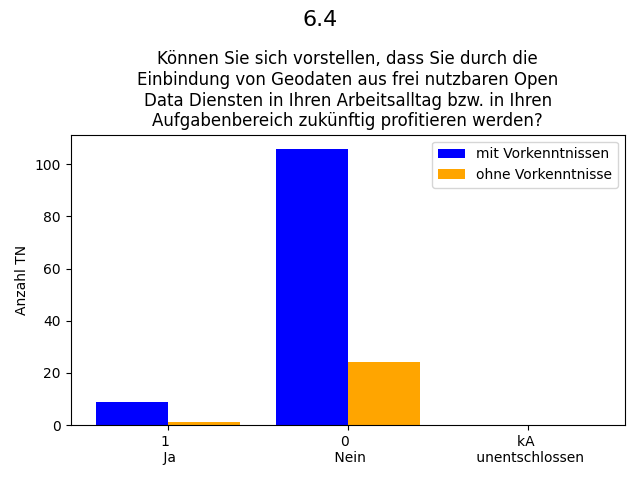 6.4
Können Sie sich vorstellen, dass Sie durch die
Einbindung von Geodaten aus frei nutzbaren Open
Data Diensten in Ihren Arbeitsalltag bzw. in Ihren
Aufgabenbereich zukünftig profitieren werden?
mit Vorkenntnissen
ohne Vorkenntnisse
Anzahl TN
100
80
60
40
20
0
1
Ja
0
Nein
kA
unentschlossen